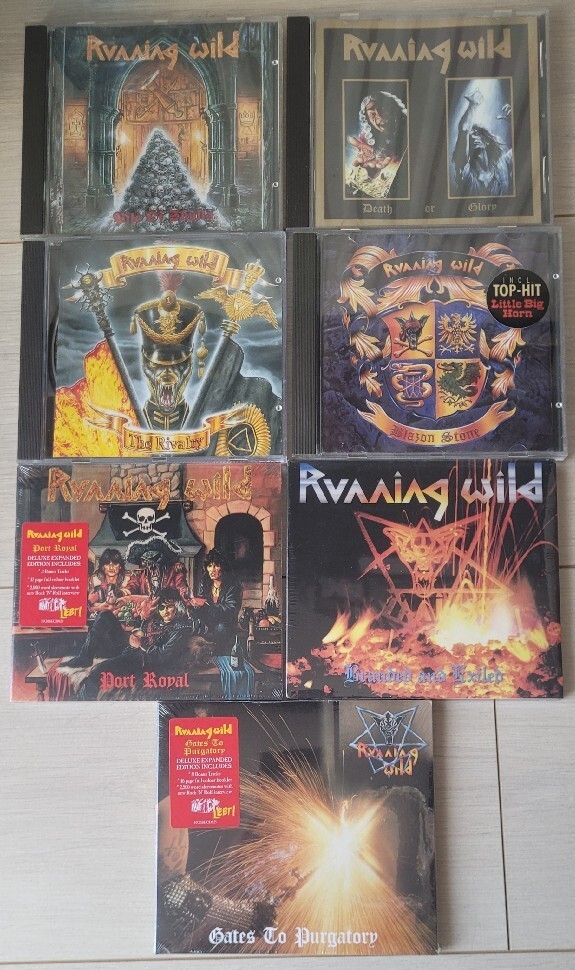 Running Wild
Pile Of Skulls
Running Wild
Death or Glory
Running Wild
The Rivalry
Running Wild
INCL.
TOP-HIT
Little Big
Horn
Blazon Stone
Running Wild
Running Wild
Port Royal
DELUXE EXPANDED
EDITION INCLUDES:
Port Royal
Running Wild
Branded and Exiled
Running Wild
Gates To
Purgatory
DELUXE EXPANDED
EDITION INCLUDES:
Running
Wild
Gates To Purgatory